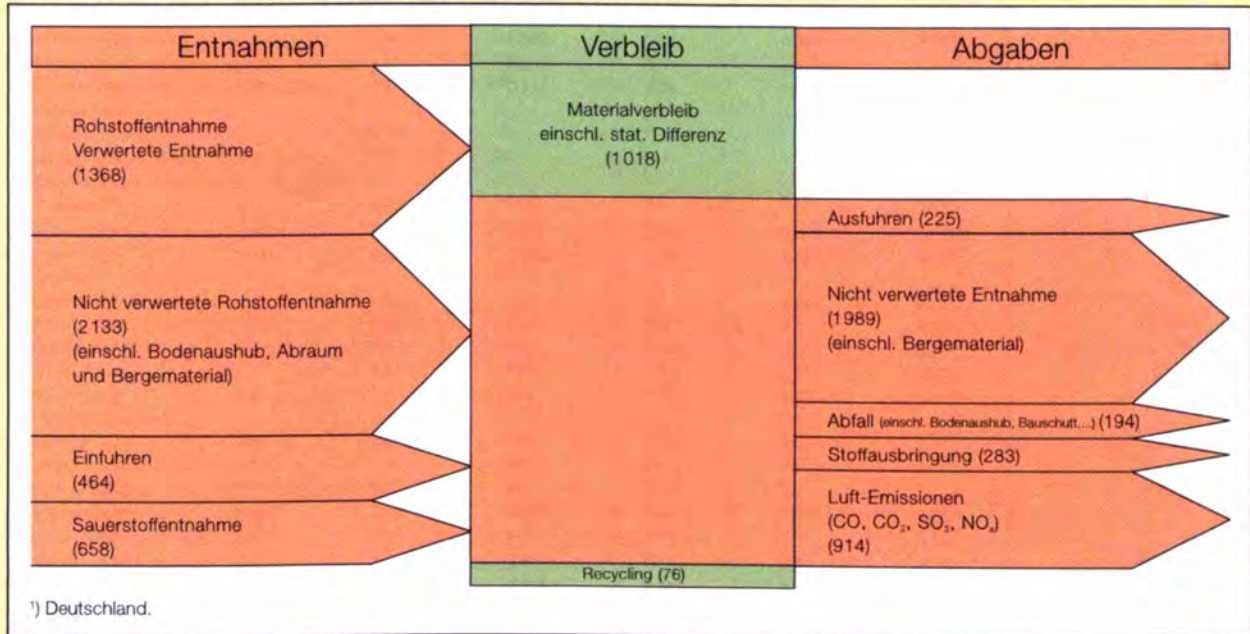 Entnahmen
Verbleib
Abgaben
Rohstoffentnahme
Verwertete Entnahme
(1368)
Nicht verwertete Rohstoffentnahme
(2133)
(einschl. Bodenaushub, Abraum
und Bergematerial)
Einfuhren
(464)
Sauerstoffentnahme
(658)
Materialverbleib
einschl. stat. Differenz
(1018)
Recycling (76)
Ausfuhren (225)
Nicht verwertete Entnahme
(1989)
(einschl. Bergematerial)
Abfall (einschl. Bodenaushub, Bauschutt,...) (194)
Stoffausbringung (283)
Luft-Emissionen
(CO, CO₂, SO₂, NOₓ)
(914)
¹) Deutschland.